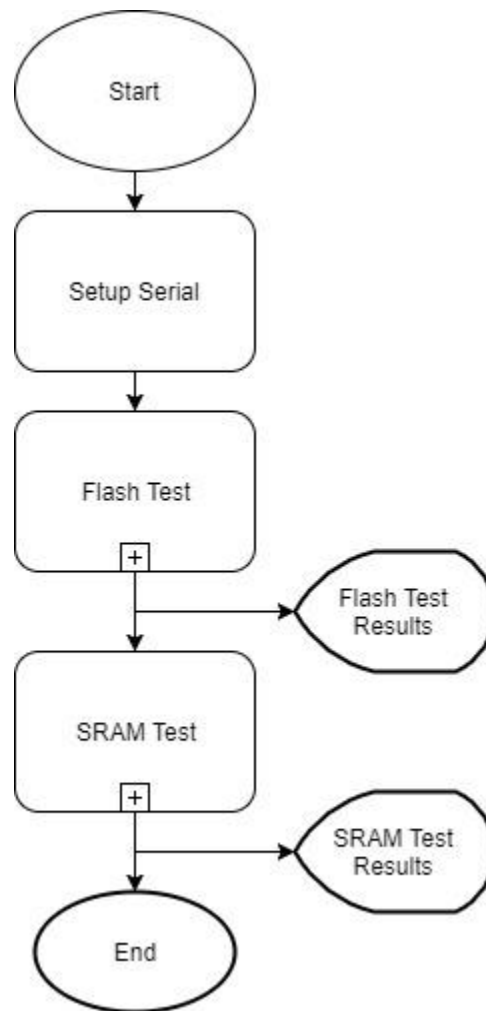 Start
Setup Serial
Flash Test
+
Flash Test
Results
SRAM Test
+
SRAM Test
Results
End